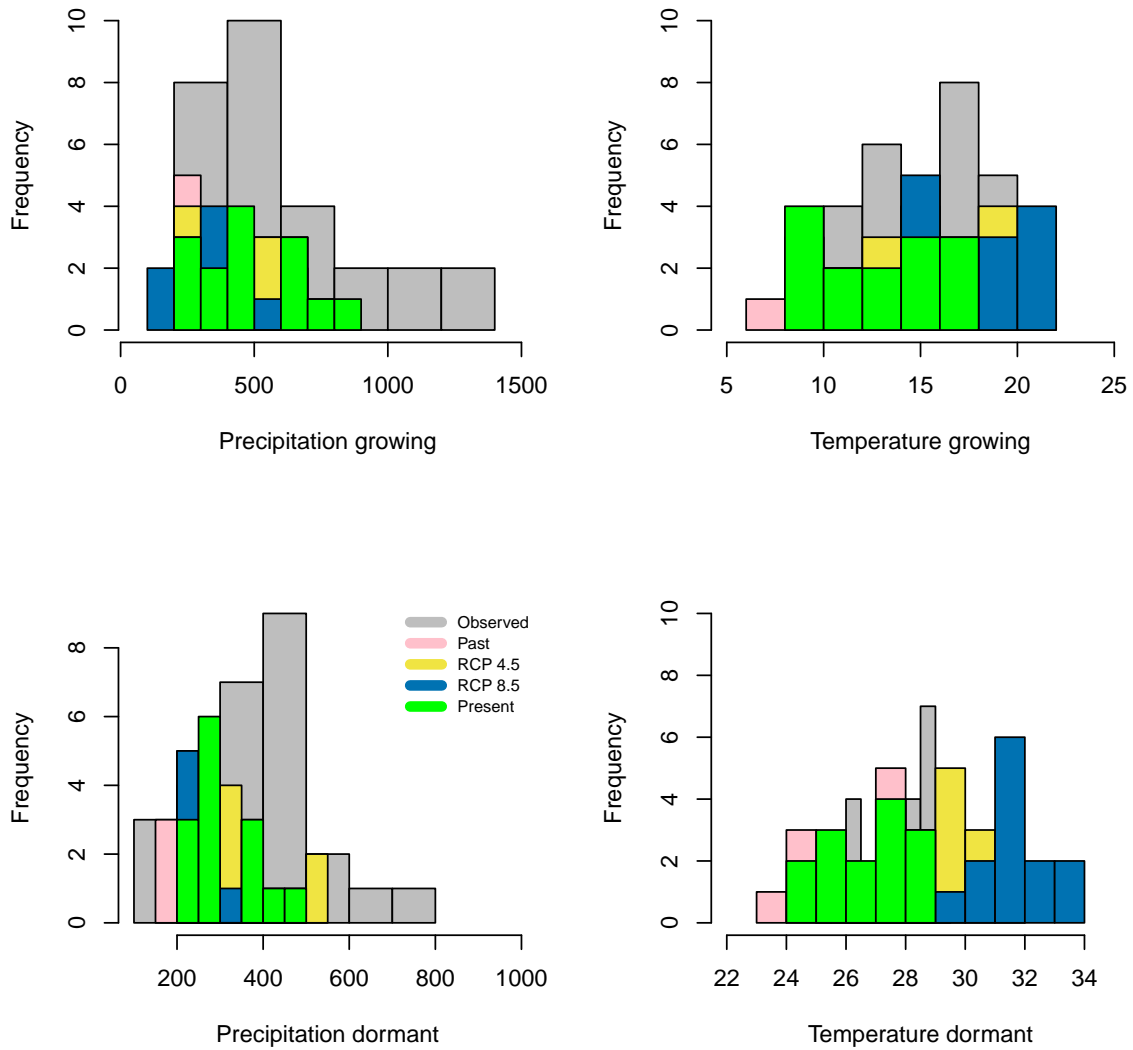 10
8
6
4
2
0
Frequency
0 500 1000 1500
Precipitation growing
10
8
6
4
2
0
Frequency
5 10 15 20 25
Temperature growing
8
6
4
2
0
Frequency
Observed
Past
RCP 4.5
RCP 8.5
Present
200 400 600 800 1000
Precipitation dormant
10
8
6
4
2
0
Frequency
22 24 26 28 30 32 34
Temperature dormant